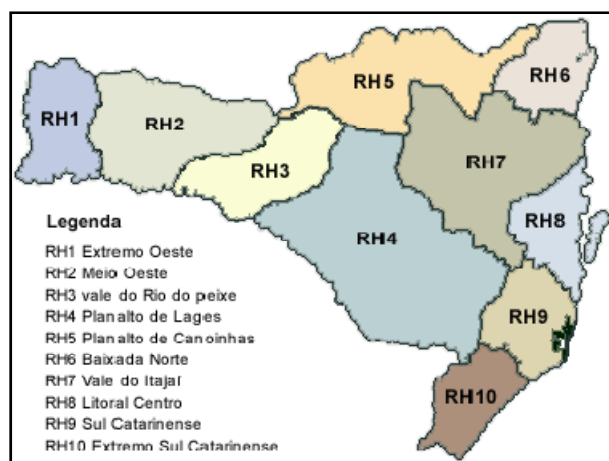 RH5
RH6
RH1
RH2
RH3
RH7
RH8
RH4
RH9
RH10
Legenda
RH1 Extremo Oeste
RH2 Meio Oeste
RH3 vale do Rio do peixe
RH4 Planalto de Lages
RH5 Planalto de Canoinhas
RH6 Baixada Norte
RH7 Vale do Itajaí
RH8 Litoral Centro
RH9 Sul Catarinense
RH10 Extremo Sul Catarinense